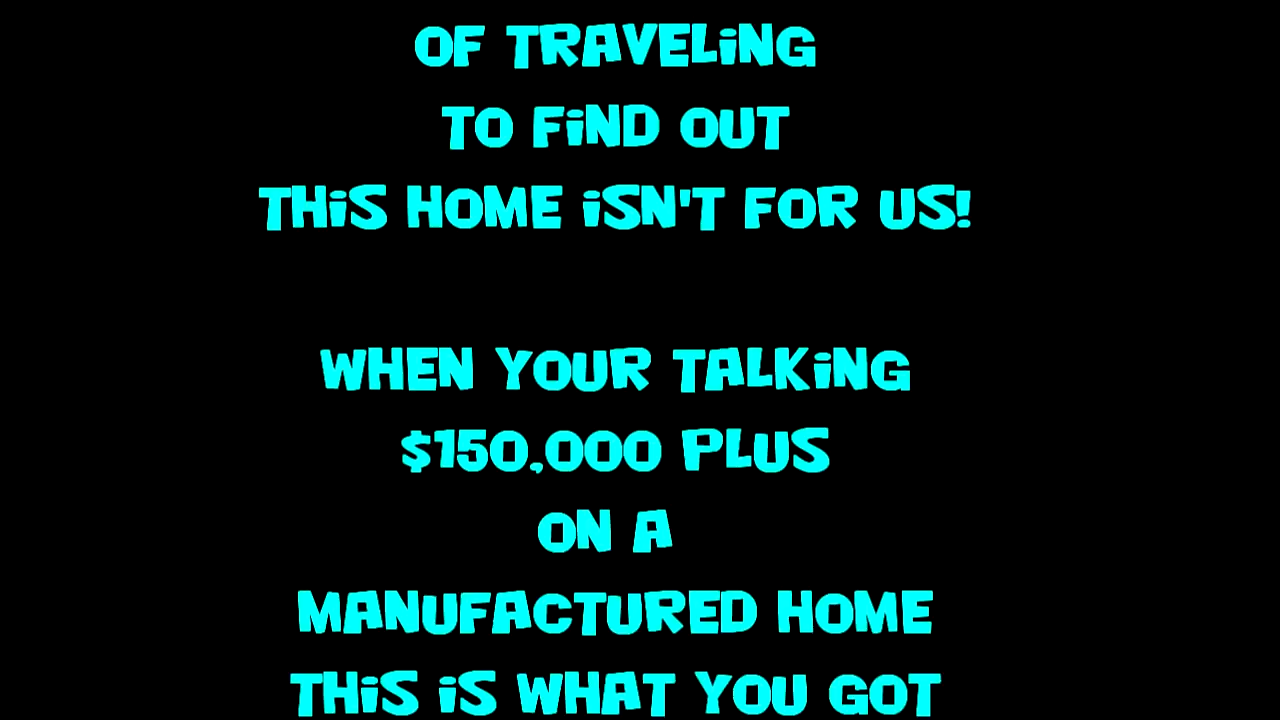 OF TRAVELiNG
TO FiND OUT
THiS HOME iSN'T FOR US!
WHEN YOUR TALKiNG
$150,000 PLUS
ON A
MANUFACTURED HOME
THiS iS WHAT YOU GOT